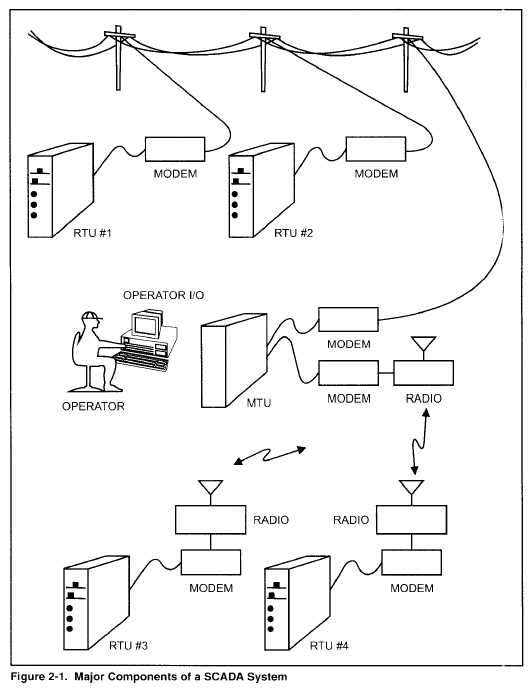 MODEM
MODEM
RTU #1
RTU #2
OPERATOR I/O
MODEM
OPERATOR
MTU
MODEM
RADIO
RADIO
RADIO
MODEM
MODEM
RTU #3
RTU #4
Figure 2-1. Major Components of a SCADA System